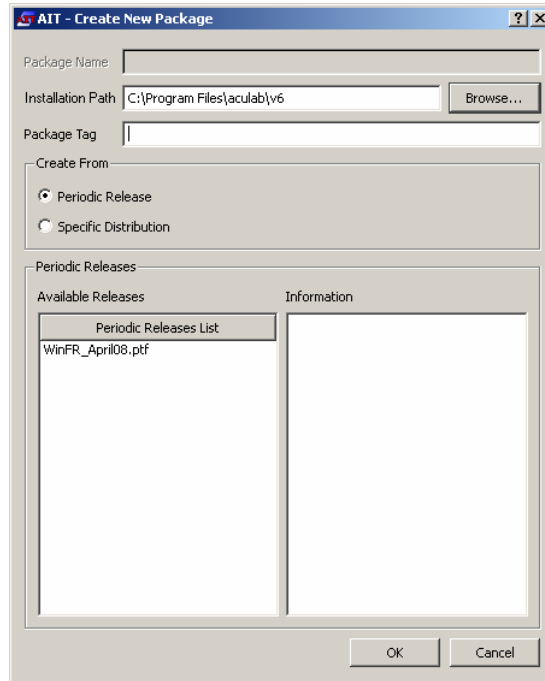 AIT - Create New Package
Package Name
Installation Path C:\Program Files\aculab\v6 Browse...
Package Tag
Create From
Periodic Release
Specific Distribution
Periodic Releases
Available Releases Information
Periodic Releases List
WinFR_April08.ptf
OK Cancel